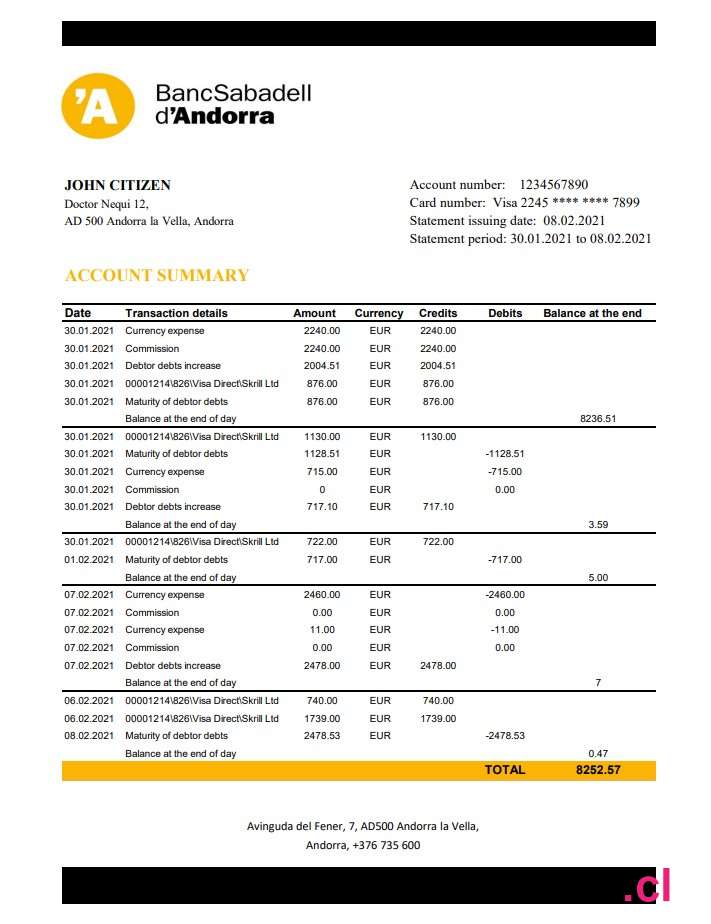 ’A BancSabadell
d’Andorra
JOHN CITIZEN
Doctor Nequi 12,
AD 500 Andorra la Vella, Andorra
Account number: 1234567890
Card number: Visa 2245 **** **** 7899
Statement issuing date: 08.02.2021
Statement period: 30.01.2021 to 08.02.2021
ACCOUNT SUMMARY
Date Transaction details Amount Currency Credits Debits Balance at the end
30.01.2021 Currency expense 2240.00 EUR 2240.00
30.01.2021 Commission 2240.00 EUR 2240.00
30.01.2021 Debtor debts increase 2004.51 EUR 2004.51
30.01.2021 00001214\826\Visa Direct\Skrill Ltd 876.00 EUR 876.00
30.01.2021 Maturity of debtor debts 876.00 EUR 876.00
Balance at the end of day 8236.51
30.01.2021 00001214\826\Visa Direct\Skrill Ltd 1130.00 EUR 1130.00
30.01.2021 Maturity of debtor debts 1128.51 EUR -1128.51
30.01.2021 Currency expense 715.00 EUR -715.00
30.01.2021 Commission 0 EUR 0.00
30.01.2021 Debtor debts increase 717.10 EUR 717.10
Balance at the end of day 3.59
30.01.2021 00001214\826\Visa Direct\Skrill Ltd 722.00 EUR 722.00
01.02.2021 Maturity of debtor debts 717.00 EUR -717.00
Balance at the end of day 5.00
07.02.2021 Currency expense 2460.00 EUR -2460.00
07.02.2021 Commission 0.00 EUR 0.00
07.02.2021 Currency expense 11.00 EUR -11.00
07.02.2021 Commission 0.00 EUR 0.00
07.02.2021 Debtor debts increase 2478.00 EUR 2478.00
Balance at the end of day 7
06.02.2021 00001214\826\Visa Direct\Skrill Ltd 740.00 EUR 740.00
06.02.2021 00001214\826\Visa Direct\Skrill Ltd 1739.00 EUR 1739.00
08.02.2021 Maturity of debtor debts 2478.53 EUR -2478.53
Balance at the end of day 0.47
TOTAL 8252.57
Avinguda del Fener, 7, AD500 Andorra la Vella,
Andorra, +376 735 600
.cl